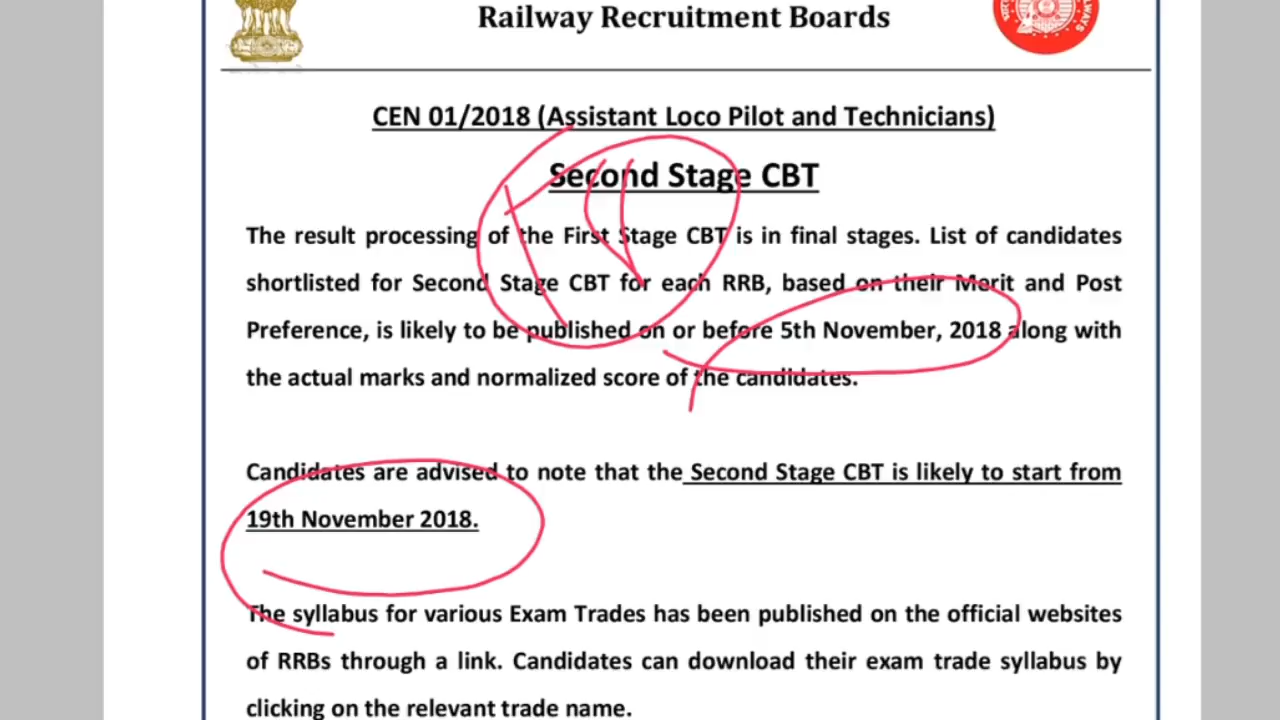 Railway Recruitment Boards
CEN 01/2018 (Assistant Loco Pilot and Technicians)
Second Stage CBT
The result processing of the First Stage CBT is in final stages. List of candidates
shortlisted for Second Stage CBT for each RRB, based on their Merit and Post
Preference, is likely to be published on or before 5th November, 2018 along with
the actual marks and normalized score of the candidates.
Candidates are advised to note that the Second Stage CBT is likely to start from
19th November 2018.
The syllabus for various Exam Trades has been published on the official websites
of RRBs through a link. Candidates can download their exam trade syllabus by
clicking on the relevant trade name.